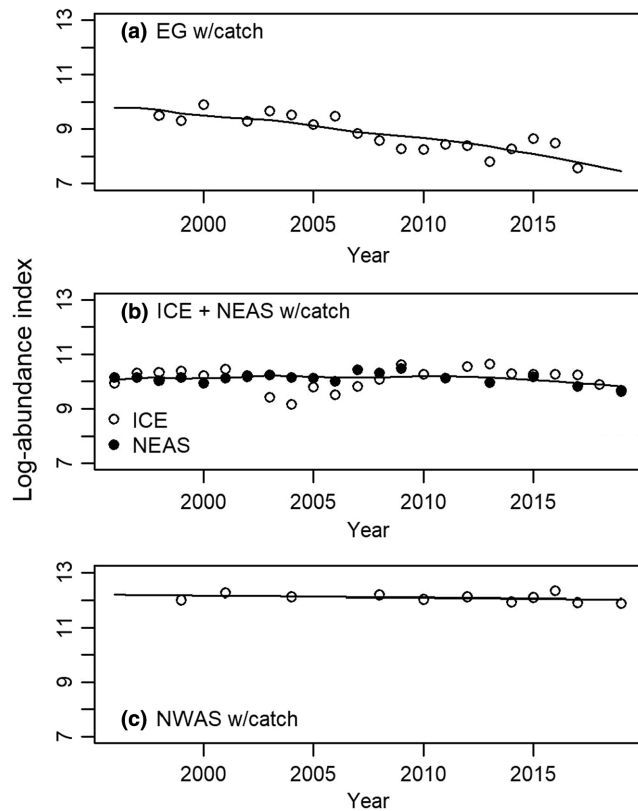 Log-abundance index
(a) EG w/catch
13
11
9
7
2000 2005 2010 2015
Year
(b) ICE + NEAS w/catch
13
11
9
7
ICE
NEAS
2000 2005 2010 2015
Year
13
11
9
7
(c) NWAS w/catch
2000 2005 2010 2015
Year